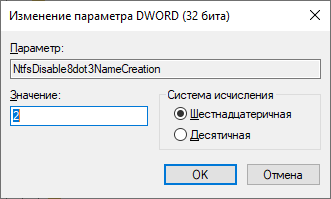 Изменение параметра DWORD (32 бита)
Параметр:
NtfsDisable8dot3NameCreation
Значение:
2
Система исчисления
Шестнадцатеричная
Десятичная
OK
Отмена